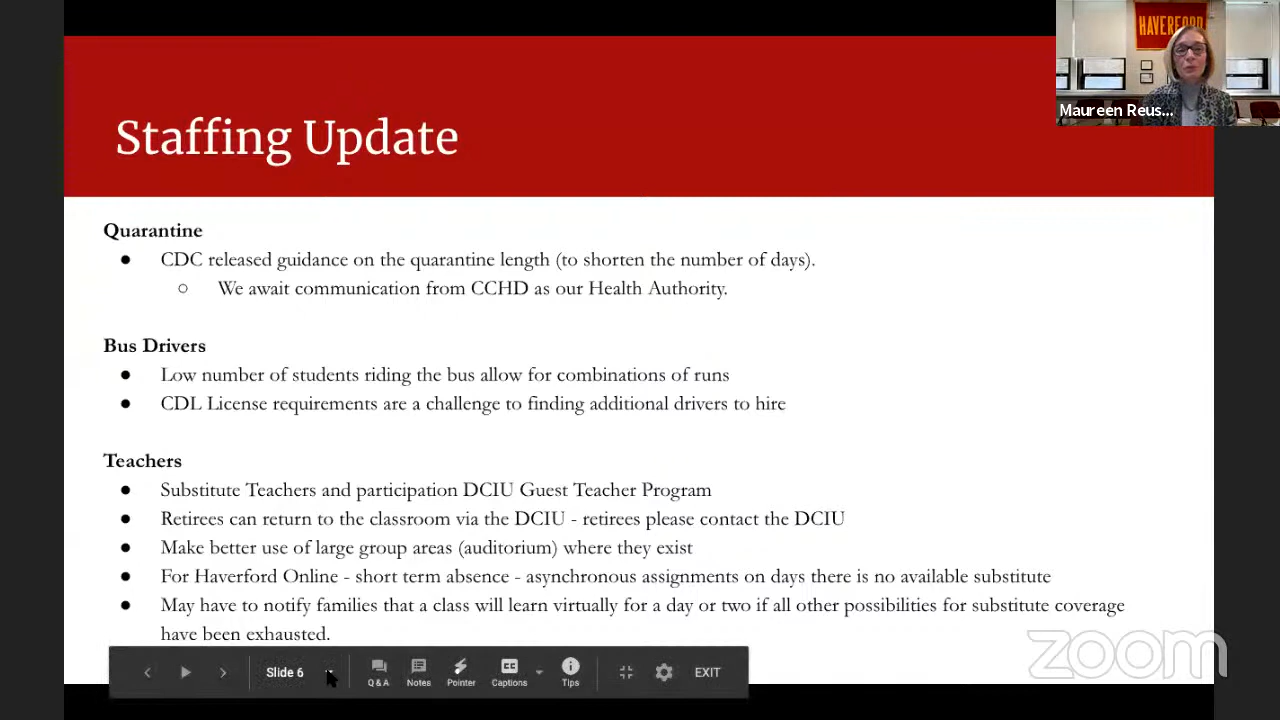 HAVERFORD
Maureen Reus...
Staffing Update
Quarantine
● CDC released guidance on the quarantine length (to shorten the number of days).
○ We await communication from CCHD as our Health Authority.
Bus Drivers
● Low number of students riding the bus allow for combinations of runs
● CDL License requirements are a challenge to finding additional drivers to hire
Teachers
● Substitute Teachers and participation DCIU Guest Teacher Program
● Retirees can return to the classroom via the DCIU - retirees please contact the DCIU
● Make better use of large group areas (auditorium) where they exist
● For Haverford Online - short term absence - asynchronous assignments on days there is no available substitute
● May have to notify families that a class will learn virtually for a day or two if all other possibilities for substitute coverage
have been exhausted.
zoom
Slide 6
Q&A
Notes
Pointer
CC
Captions
Tips
EXIT